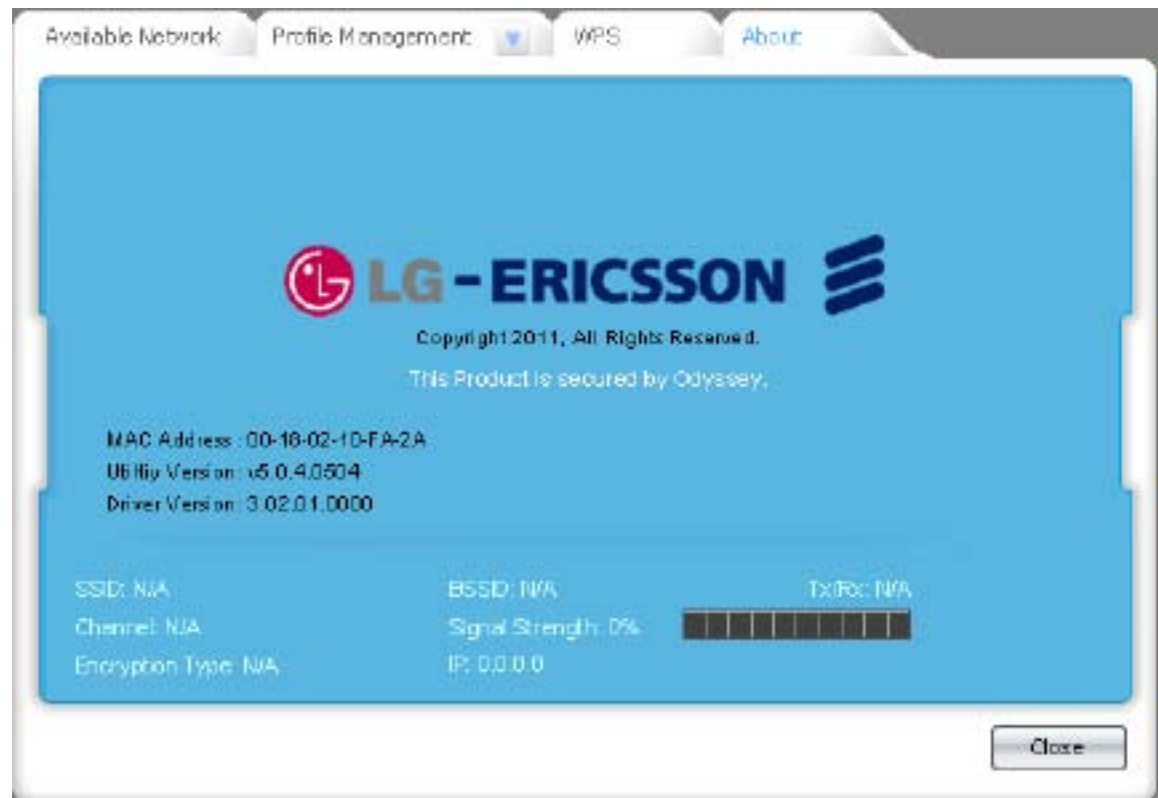 Available Network Profile Management WPS About
LG-ERICSSON
Copyright 2011, All Rights Reserved.
This Product is secured by Odyssey.
MAC Address : 00-18-02-10-FA-2A
Utiltiy Version: v5.0.4.0504
Driver Version: 3.02.01.0000
SSID: N/A BSSID: N/A Tx/Rx: N/A
Channel: N/A Signal Strength: 0%
Encryption Type: N/A IP: 0.0.0.0
Close